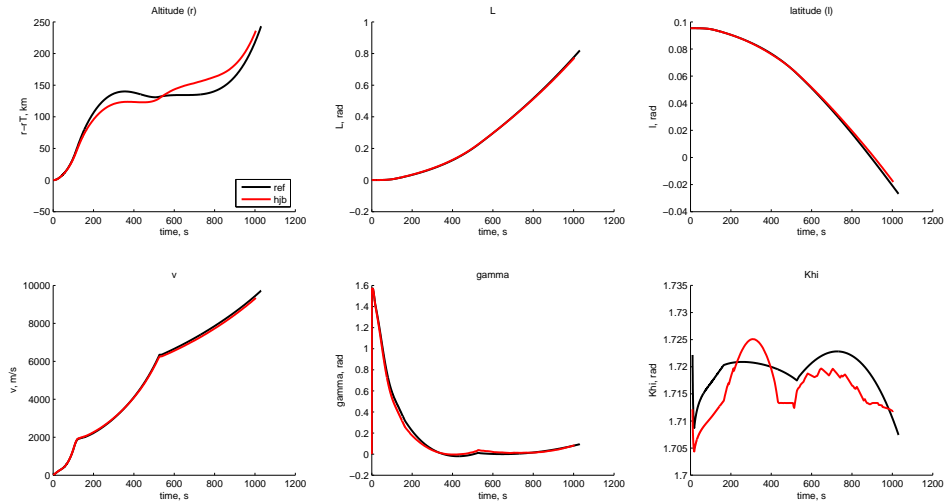 Altitude (r)
250
200
150
100
50
0
−50
r−rT, km
0 200 400 600 800 1000 1200
time, s
ref
hjb
L
1
0.8
0.6
0.4
0.2
0
−0.2
L, rad
0 200 400 600 800 1000 1200
time, s
latitude (l)
0.1
0.08
0.06
0.04
0.02
0
−0.02
−0.04
l, rad
0 200 400 600 800 1000 1200
time, s
v
10000
8000
6000
4000
2000
0
v, m/s
0 200 400 600 800 1000 1200
time, s
gamma
1.6
1.4
1.2
1
0.8
0.6
0.4
0.2
0
−0.2
gamma, rad
0 200 400 600 800 1000 1200
time, s
Khi
1.735
1.73
1.725
1.72
1.715
1.71
1.705
1.7
Khi, rad
0 200 400 600 800 1000 1200
time, s